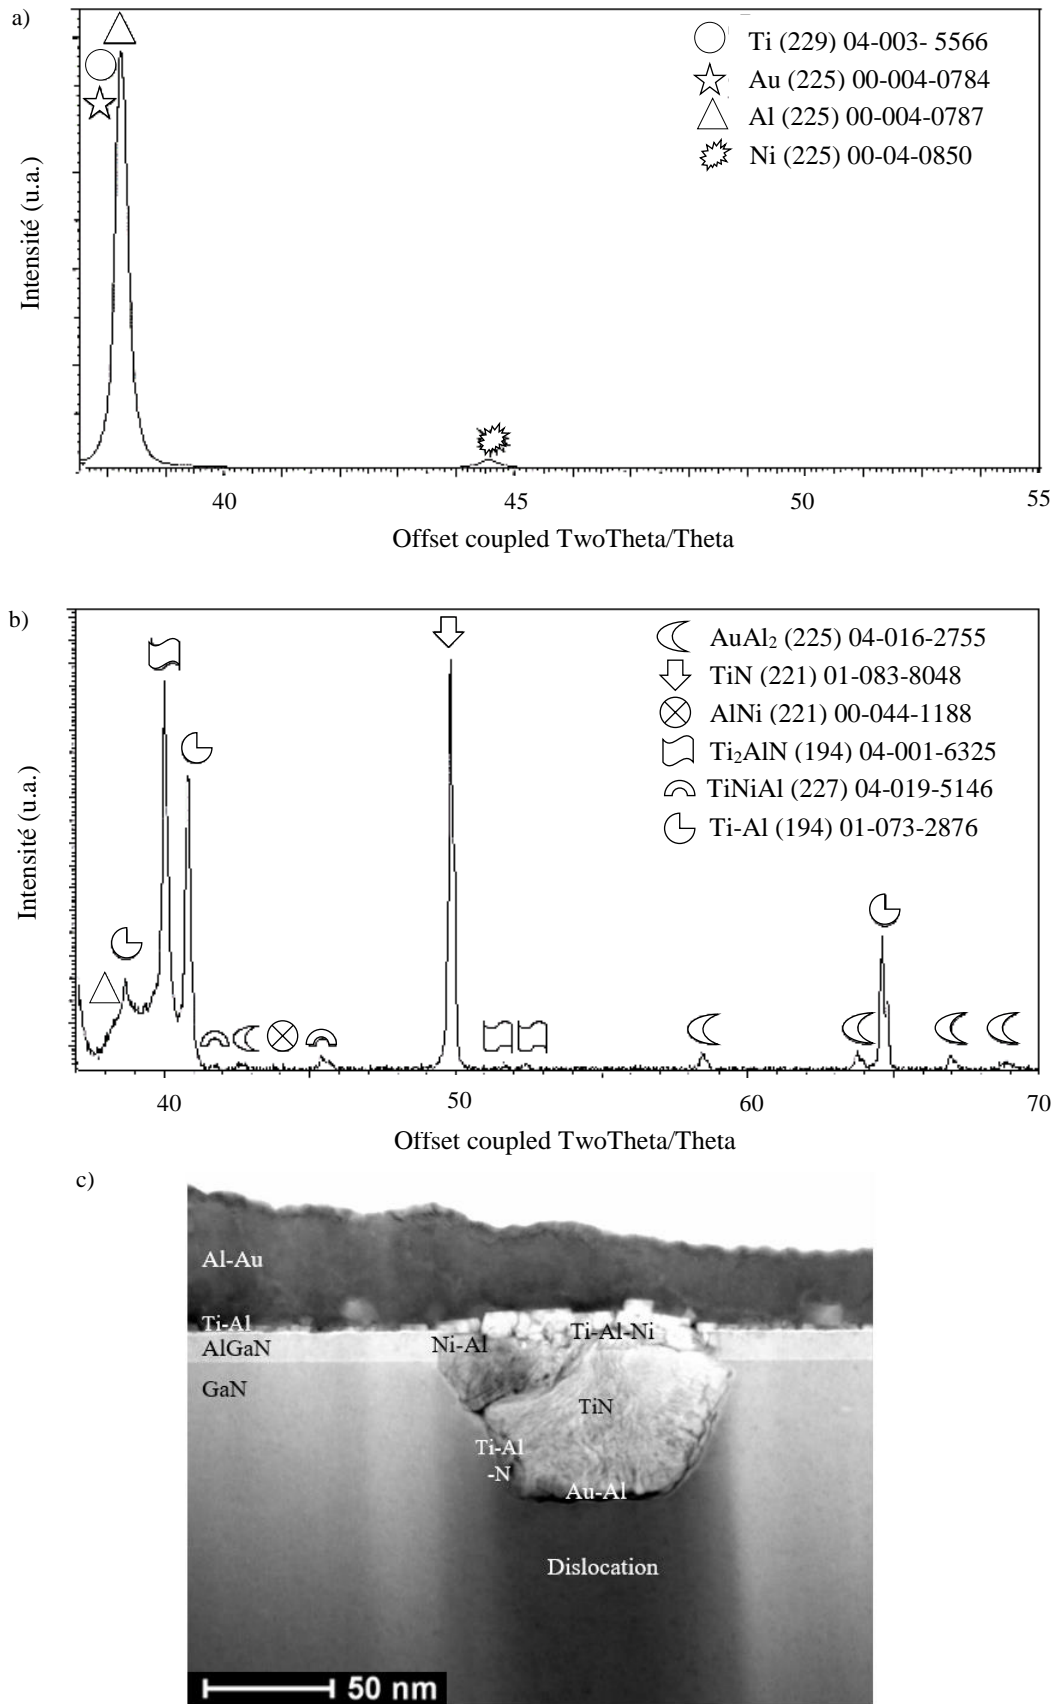 a)
Ti (229) 04-003- 5566
Au (225) 00-004-0784
Al (225) 00-004-0787
Ni (225) 00-04-0850
Intensité (u.a.)
40 45 50 55
Offset coupled TwoTheta/Theta
b)
AuAl₂ (225) 04-016-2755
TiN (221) 01-083-8048
AlNi (221) 00-044-1188
Ti₂AlN (194) 04-001-6325
TiNiAl (227) 04-019-5146
Ti-Al (194) 01-073-2876
Intensité (u.a.)
40 50 60 70
Offset coupled TwoTheta/Theta
c)
Al-Au
Ti-Al
AlGaN
Ni-Al
Ti-Al-Ni
GaN
TiN
Ti-Al
-N
Au-Al
Dislocation
50 nm